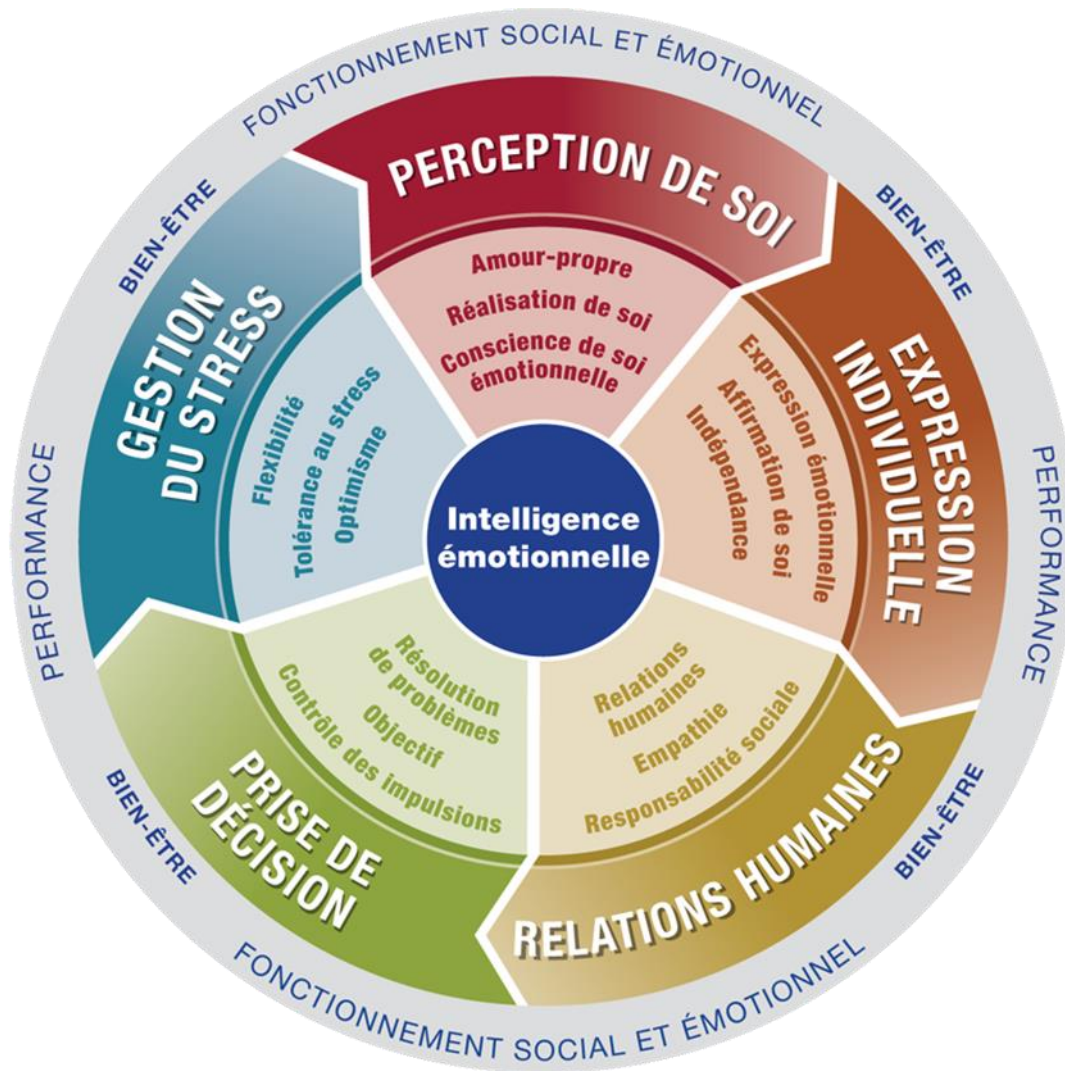 FONCTIONNEMENT SOCIAL ET ÉMOTIONNEL
BIEN-ÊTRE
BIEN-ÊTRE
PERFORMANCE
PERFORMANCE
BIEN-ÊTRE
BIEN-ÊTRE
FONCTIONNEMENT SOCIAL ET ÉMOTIONNEL
PERCEPTION DE SOI
Amour-propre
Réalisation de soi
Conscience de soi
émotionnelle
EXPRESSION
INDIVIDUELLE
Expression émotionnelle
Affirmation de soi
Indépendance
RELATIONS HUMAINES
Relations
humaines
Empathie
Responsabilité sociale
PRISE DE
DÉCISION
Résolution
de problèmes
Objectif
Contrôle des impulsions
GESTION
DU STRESS
Flexibilité
Tolérance au stress
Optimisme
Intelligence
émotionnelle